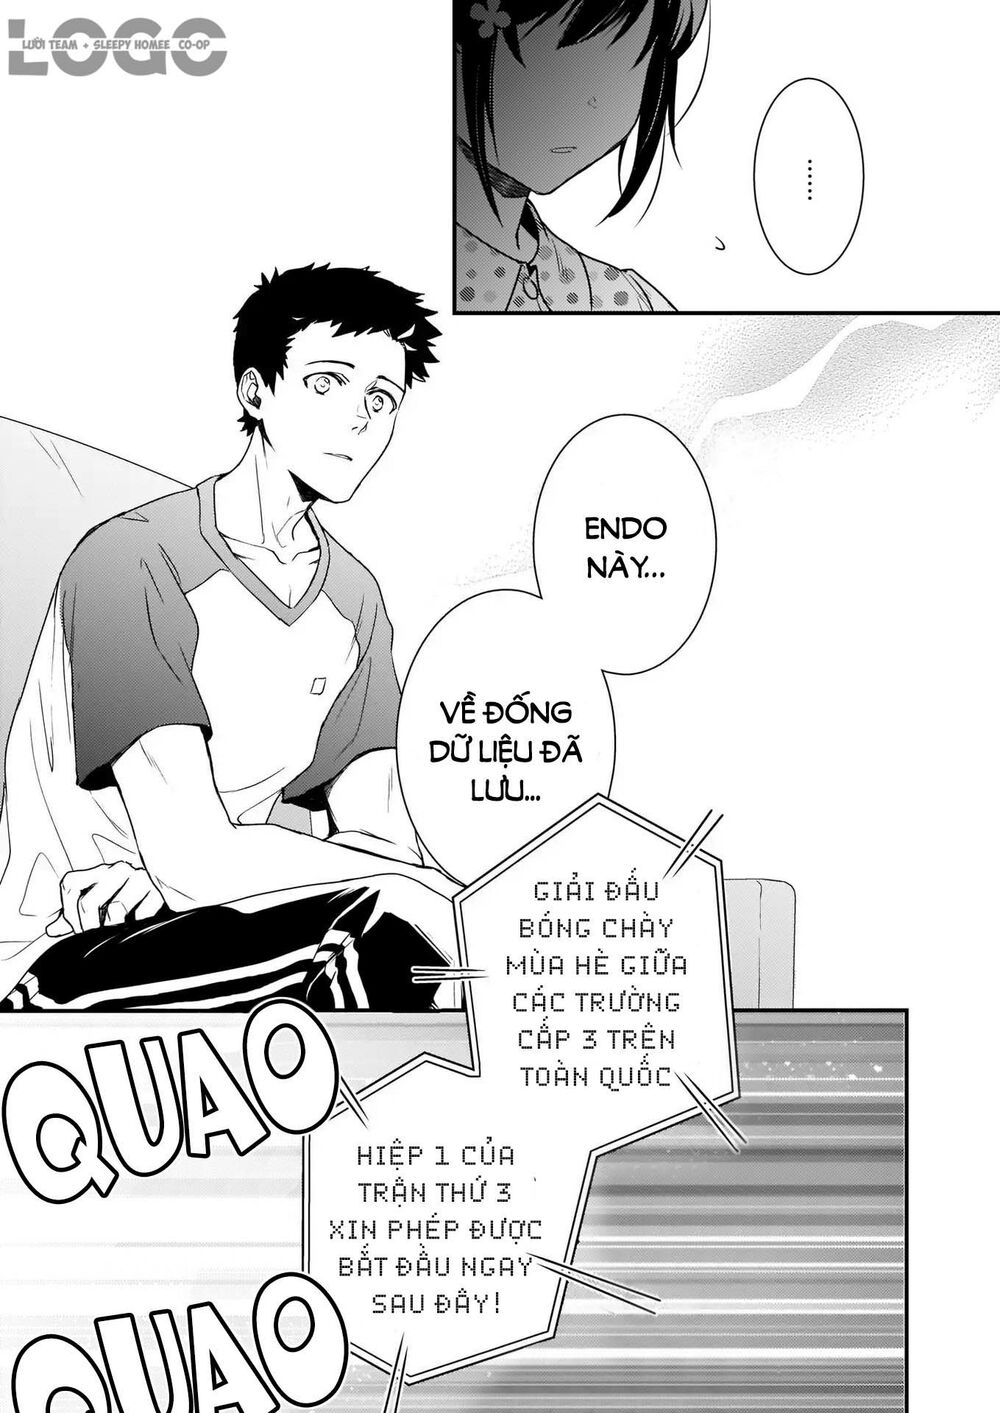 LOGO
LƯỜI TEAM + SLEEPY HOMEE CO-OP
........
ENDO
NÀY...
VỀ ĐỐNG
DỮ LIỆU ĐÃ
LƯU...
GIẢI ĐẤU
BÓNG CHÀY
MÙA HÈ GIỮA
CÁC TRƯỜNG
CẤP 3 TRÊN
TOÀN QUỐC
HIỆP 1 CỦA
TRẬN THỨ 3
XIN PHÉP ĐƯỢC
BẮT ĐẦU NGAY
SAU ĐÂY!
QUAO
QUAO